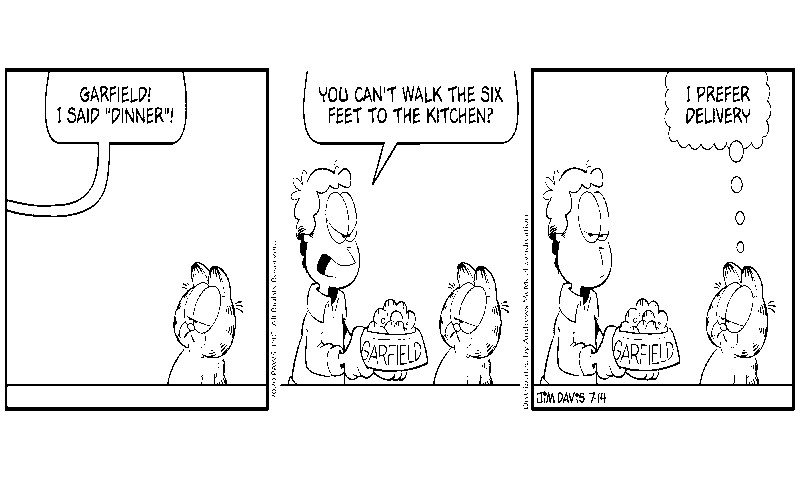 GARFIELD!
I SAID "DINNER"!
YOU CAN'T WALK THE SIX
FEET TO THE KITCHEN?
GARFIELD
I PREFER
DELIVERY
GARFIELD
JIM DAVIS 7-14